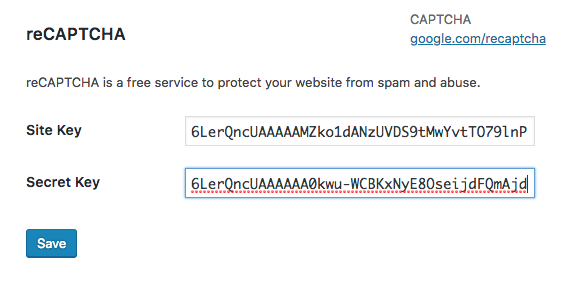 reCAPTCHA
CAPTCHA
google.com/recaptcha
reCAPTCHA is a free service to protect your website from spam and abuse.
Site Key
6LerQncUAAAAAMZko1dANzUVDS9tMwYvtTO79lnP
Secret Key
6LerQncUAAAAAA0kwu-WCBKxNyE8OseijdFQmAjd
Save